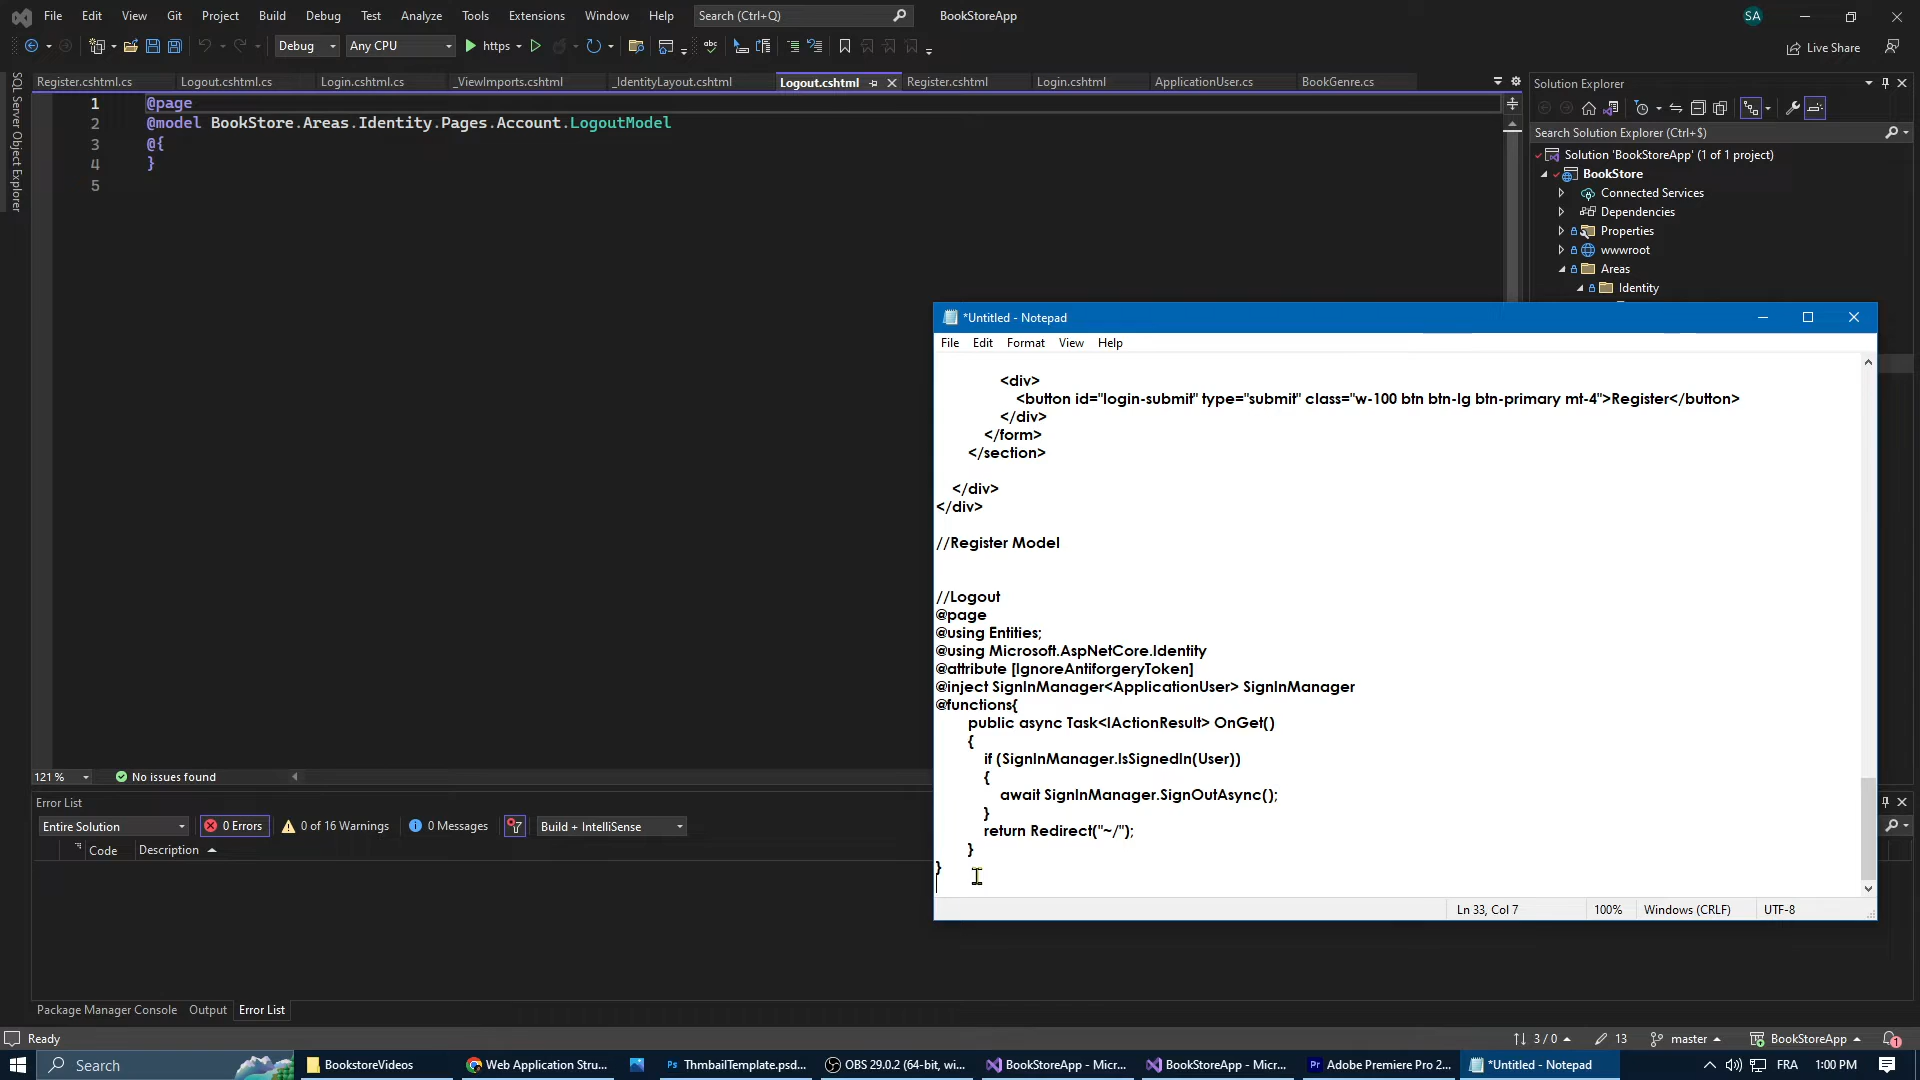 File Edit View Git Project Build Debug Test Analyze Tools Extensions Window Help Search (Ctrl+Q) BookStoreApp SA
Debug Any CPU https Live Share
Register.cshtml.cs Logout.cshtml.cs Login.cshtml.cs _ViewImports.cshtml _IdentityLayout.cshtml Logout.cshtml Register.cshtml Login.cshtml ApplicationUser.cs BookGenre.cs
SQL Server Object Explorer
1 @page
2 @model BookStore.Areas.Identity.Pages.Account.LogoutModel
3 @{
4 }
5
Solution Explorer
Search Solution Explorer (Ctrl+$)
Solution 'BookStoreApp' (1 of 1 project)
BookStore
Connected Services
Dependencies
Properties
wwwroot
Areas
Identity
*Untitled - Notepad
File Edit Format View Help
<div>
<button id="login-submit" type="submit" class="w-100 btn btn-lg btn-primary mt-4">Register</button>
</div>
</form>
</section>
</div>
</div>
//Register Model
//Logout
@page
@using Entities;
@using Microsoft.AspNetCore.Identity
@attribute [IgnoreAntiforgeryToken]
@inject SignInManager<ApplicationUser> SignInManager
@functions{
public async Task<IActionResult> OnGet()
{
if (SignInManager.IsSignedIn(User))
{
await SignInManager.SignOutAsync();
}
return Redirect("~/");
}
}
Ln 33, Col 7 100% Windows (CRLF) UTF-8
121 % No issues found
Error List
Entire Solution 0 Errors 0 of 16 Warnings 0 Messages Build + IntelliSense
Code Description
Package Manager Console Output Error List
Ready 3 / 0 13 master BookStoreApp 1
Search BookstoreVideos Web Application Stru... ThmbailTemplate.psd... OBS 29.0.2 (64-bit, wi... BookStoreApp - Micr... BookStoreApp - Micr... Adobe Premiere Pro 2... *Untitled - Notepad FRA 1:00 PM